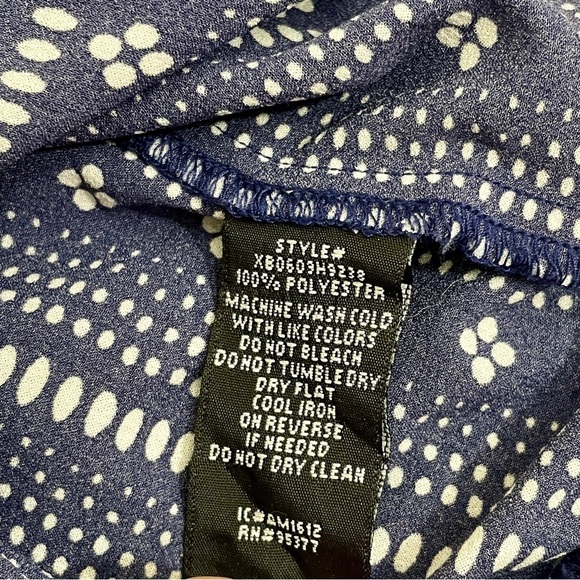 STYLE#
XB0609H9238
100% POLYESTER
MACHINE WASH COLD
WITH LIKE COLORS
DO NOT BLEACH
DO NOT TUMBLE DRY
DRY FLAT
COOL IRON
ON REVERSE
IF NEEDED
DO NOT DRY CLEAN
IC#AM1612
RN#95377